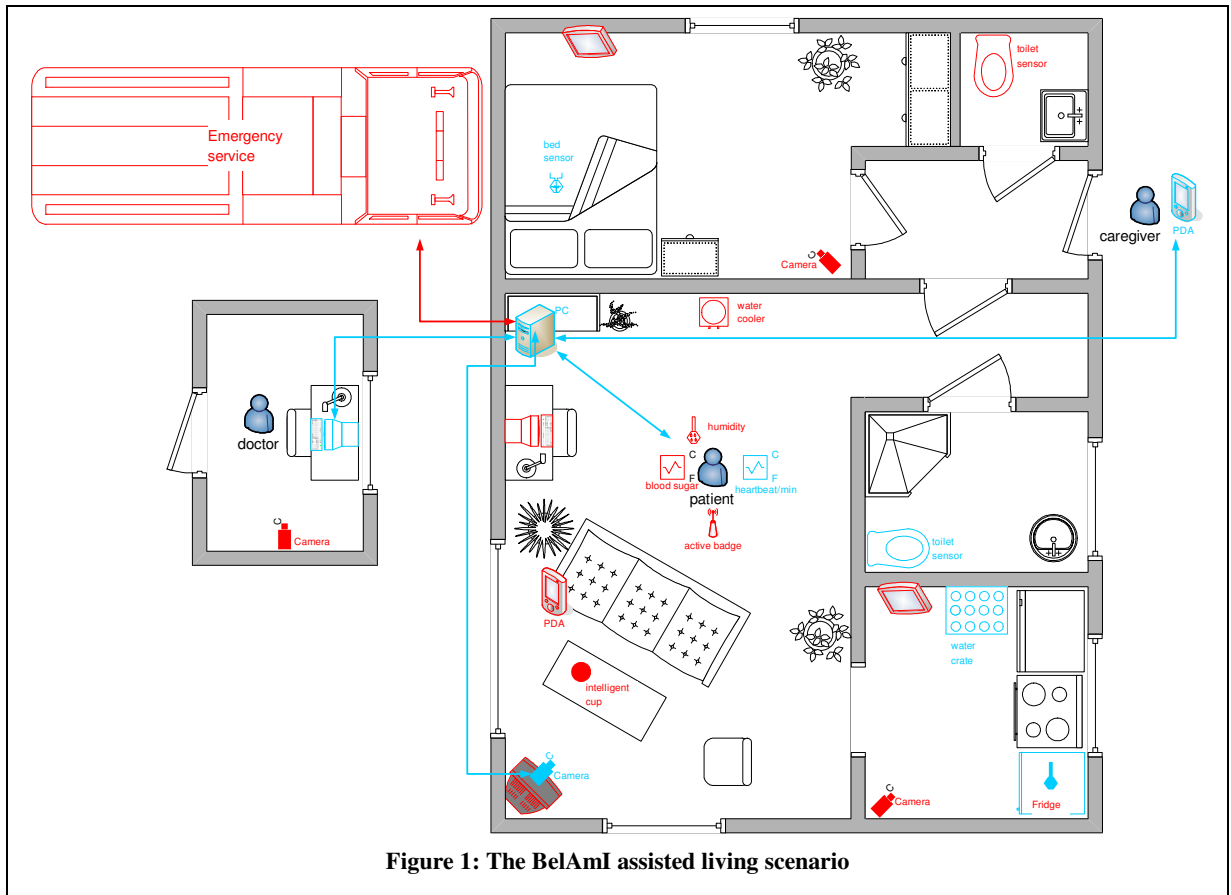 toilet
sensor
Emergency
service
bed
sensor
Camera
caregiver
PDA
PC
water
cooler
doctor
Camera
humidity
C
F
blood sugar
C
F
heartbeat/min
patient
active badge
toilet
sensor
PDA
water
crate
intelligent
cup
Camera
Camera
Fridge
Figure 1: The BelAmI assisted living scenario